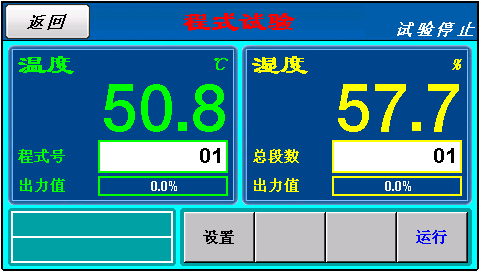 返回
程式试验
试验停止
温度 ℃
50.8
程式号 01
出力值 0.0%
湿度 %
57.7
总段数 01
出力值 0.0%
设置
运行